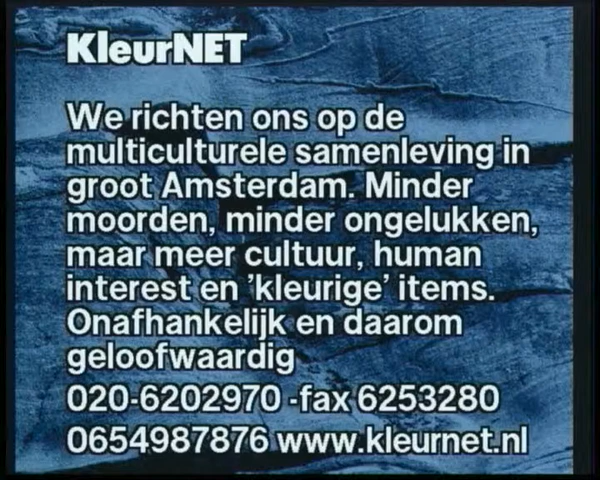 KleurNET
We richten ons op de
multiculturele samenleving in
groot Amsterdam. Minder
moorden, minder ongelukken,
maar meer cultuur, human
interest en 'kleurige' items.
Onafhankelijk en daarom
geloofwaardig
020-6202970 -fax 6253280
0654987876 www.kleurnet.nl